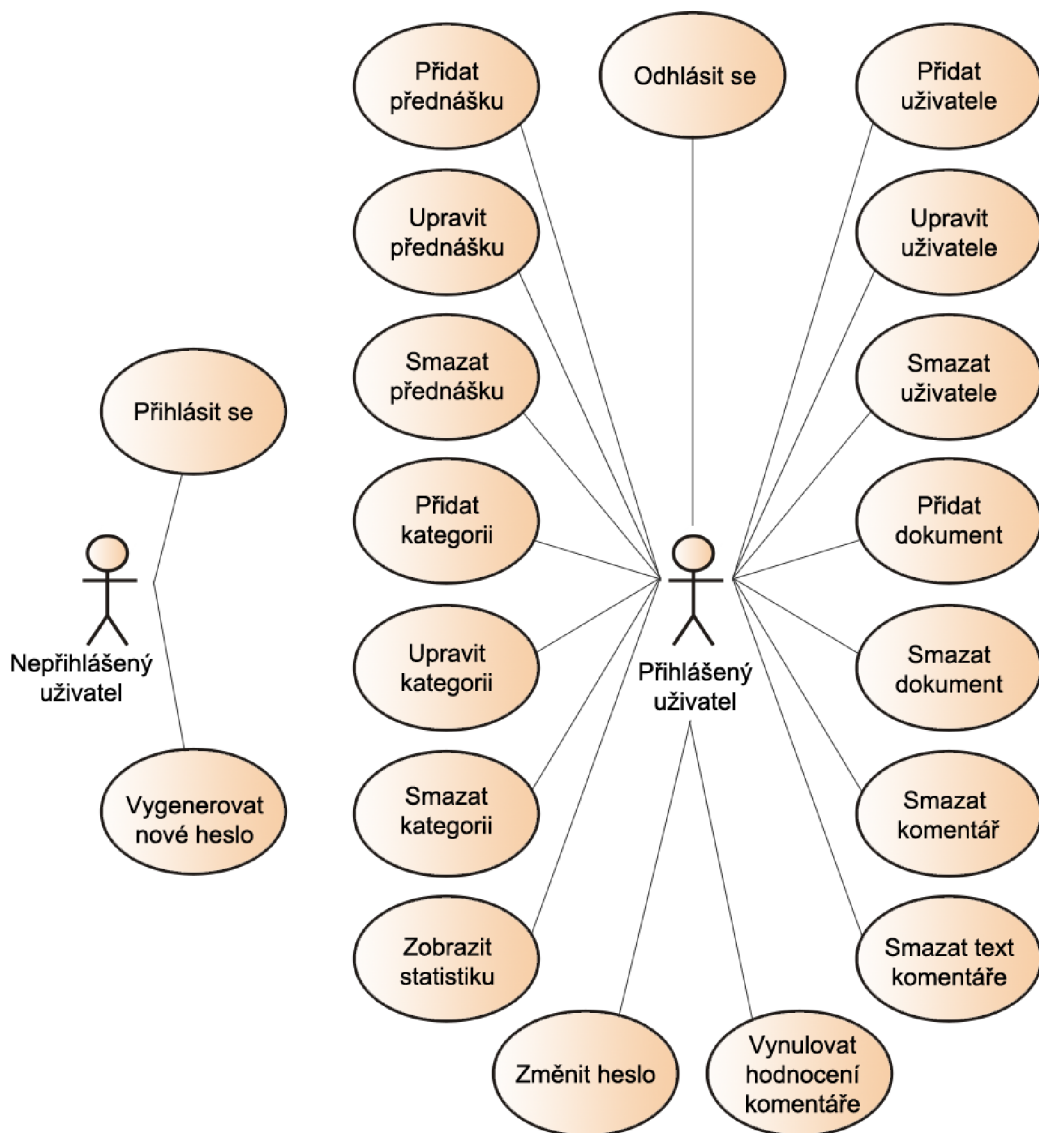 Přidat
přednášku
Odhlásit se
Přidat
uživatele
Upravit
přednášku
Upravit
uživatele
Smazat
přednášku
Smazat
uživatele
Přihlásit se
Přidat
kategorii
Přidat
dokument
Nepřihlášený
uživatel
Upravit
kategorii
Přihlášený
uživatel
Smazat
dokument
Vygenerovat
nové heslo
Smazat
kategorii
Smazat
komentář
Zobrazit
statistiku
Smazat text
komentáře
Změnit heslo
Vynulovat
hodnocení
komentáře